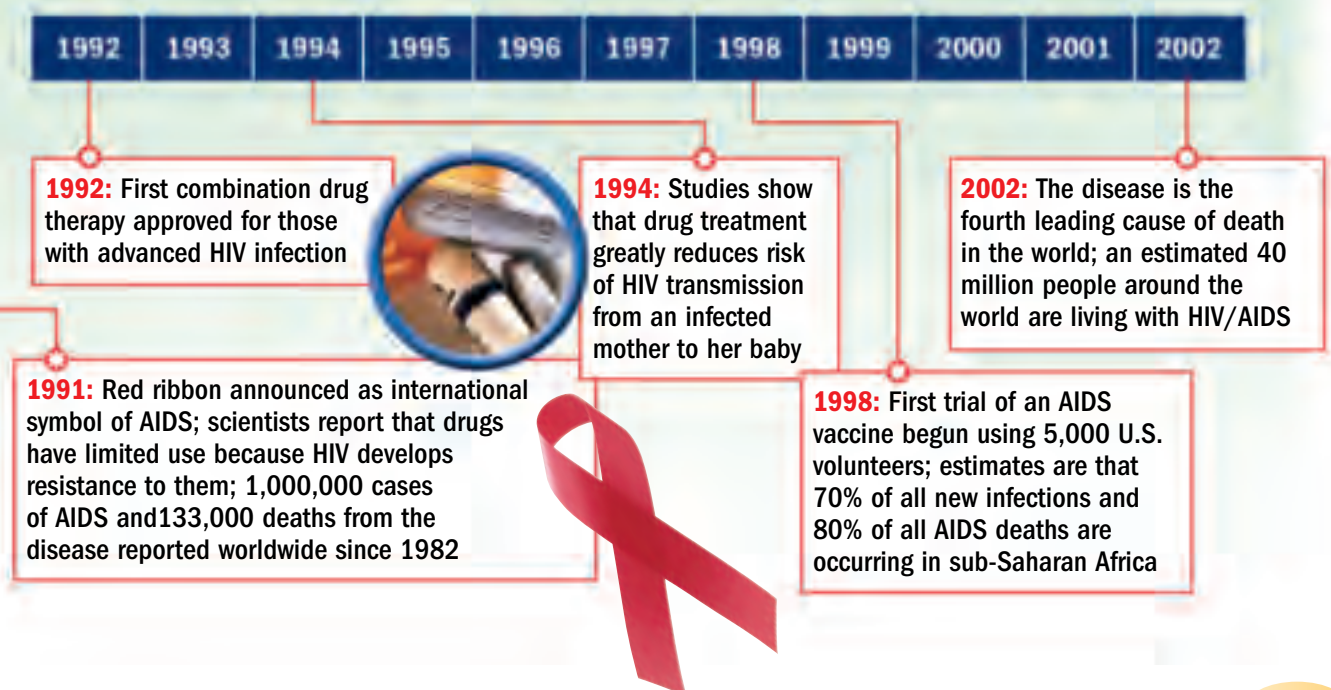 1992 1993 1994 1995 1996 1997 1998 1999 2000 2001 2002
1992: First combination drug
therapy approved for those
with advanced HIV infection
1994: Studies show
that drug treatment
greatly reduces risk
of HIV transmission
from an infected
mother to her baby
2002: The disease is the
fourth leading cause of death
in the world; an estimated 40
million people around the
world are living with HIV/AIDS
1991: Red ribbon announced as international
symbol of AIDS; scientists report that drugs
have limited use because HIV develops
resistance to them; 1,000,000 cases
of AIDS and133,000 deaths from the
disease reported worldwide since 1982
1998: First trial of an AIDS
vaccine begun using 5,000 U.S.
volunteers; estimates are that
70% of all new infections and
80% of all AIDS deaths are
occurring in sub-Saharan Africa